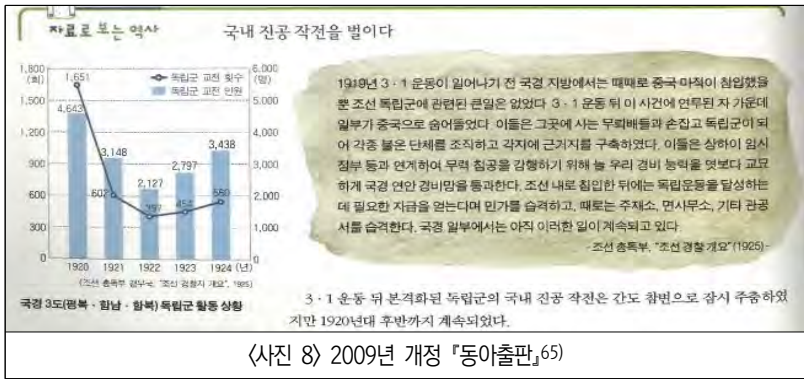 자료로 보는 역사
국내 진공 작전을 벌이다
1,800
(회)
1,500
1,200
900
600
300
0
6,000
(명)
5,000
4,000
3,000
2,000
1,000
0
독립군 교전 횟수
독립군 교전 인원
1,651
4,643
602
3,148
397
2,127
454
2,797
560
3,438
1920 1921 1922 1923 1924 (년)
(조선 총독부 경무국, "조선 경찰지 개요", 1925)
국경 3도(평북 · 함남 · 함북) 독립군 활동 상황
1919년 3 · 1 운동이 일어나기 전 국경 지방에서는 때때로 중국 마적이 침입했을
뿐 조선 독립군에 관련된 큰일은 없었다. 3 · 1 운동 뒤 이 사건에 연루된 자 가운데
일부가 중국으로 숨어들었다. 이들은 그곳에 사는 무뢰배들과 손잡고 독립군이 되
어 각종 불온 단체를 조직하고 각지에 근거지를 구축하였다. 이들은 상하이 임시
정부 등과 연계하여 무력 침공을 감행하기 위해 늘 우리 경비 능력을 엿보다 교묘
하게 국경 연안 경비망을 통과한다. 조선 내로 침입한 뒤에는 독립운동을 달성하는
데 필요한 자금을 얻는다며 민가를 습격하고, 때로는 주재소, 면사무소, 기타 관공
서를 습격한다. 국경 일부에서는 아직 이러한 일이 계속되고 있다.
- 조선 총독부, "조선 경찰 개요"(1925) -
3 · 1 운동 뒤 본격화된 독립군의 국내 진공 작전은 간도 참변으로 잠시 주춤하였
지만 1920년대 후반까지 계속되었다.
〈사진 8〉 2009년 개정 『동아출판』65)